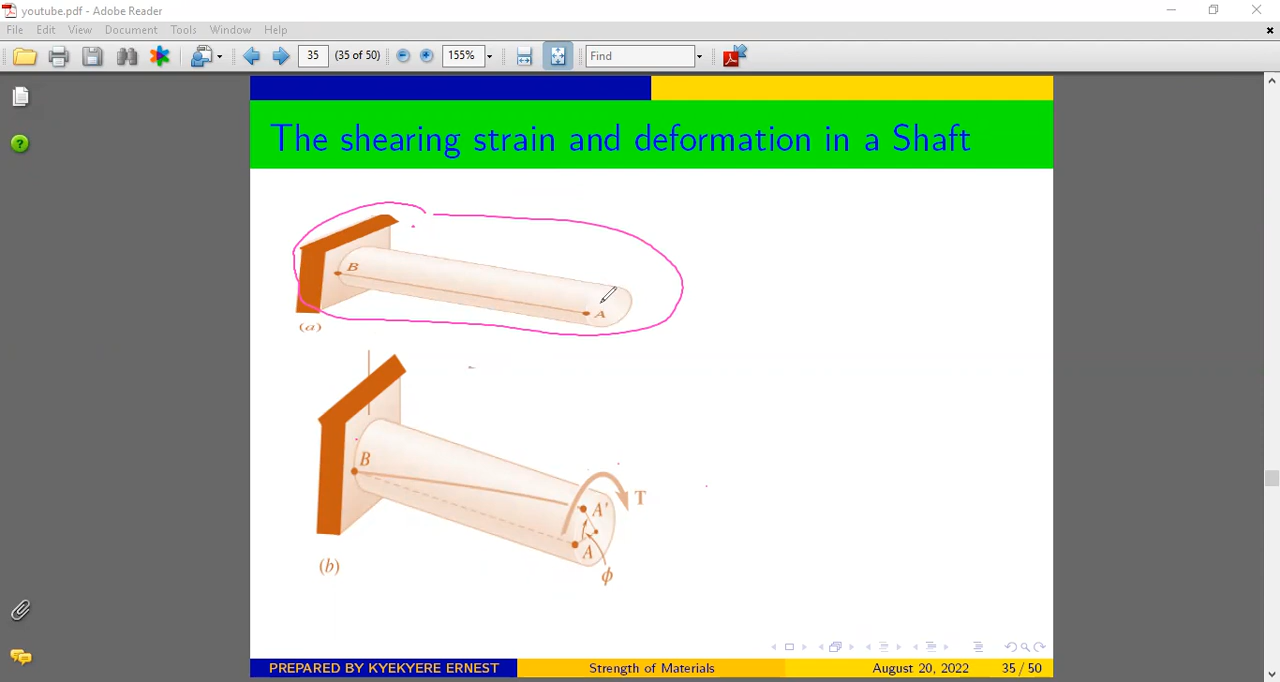 youtube.pdf - Adobe Reader
File Edit View Document Tools Window Help
35 (35 of 50) 155% Find
The shearing strain and deformation in a Shaft
B
A
(a)
B
T
A'
A
(b)
ϕ
PREPARED BY KYEKYERE ERNEST Strength of Materials August 20, 2022 35 / 50